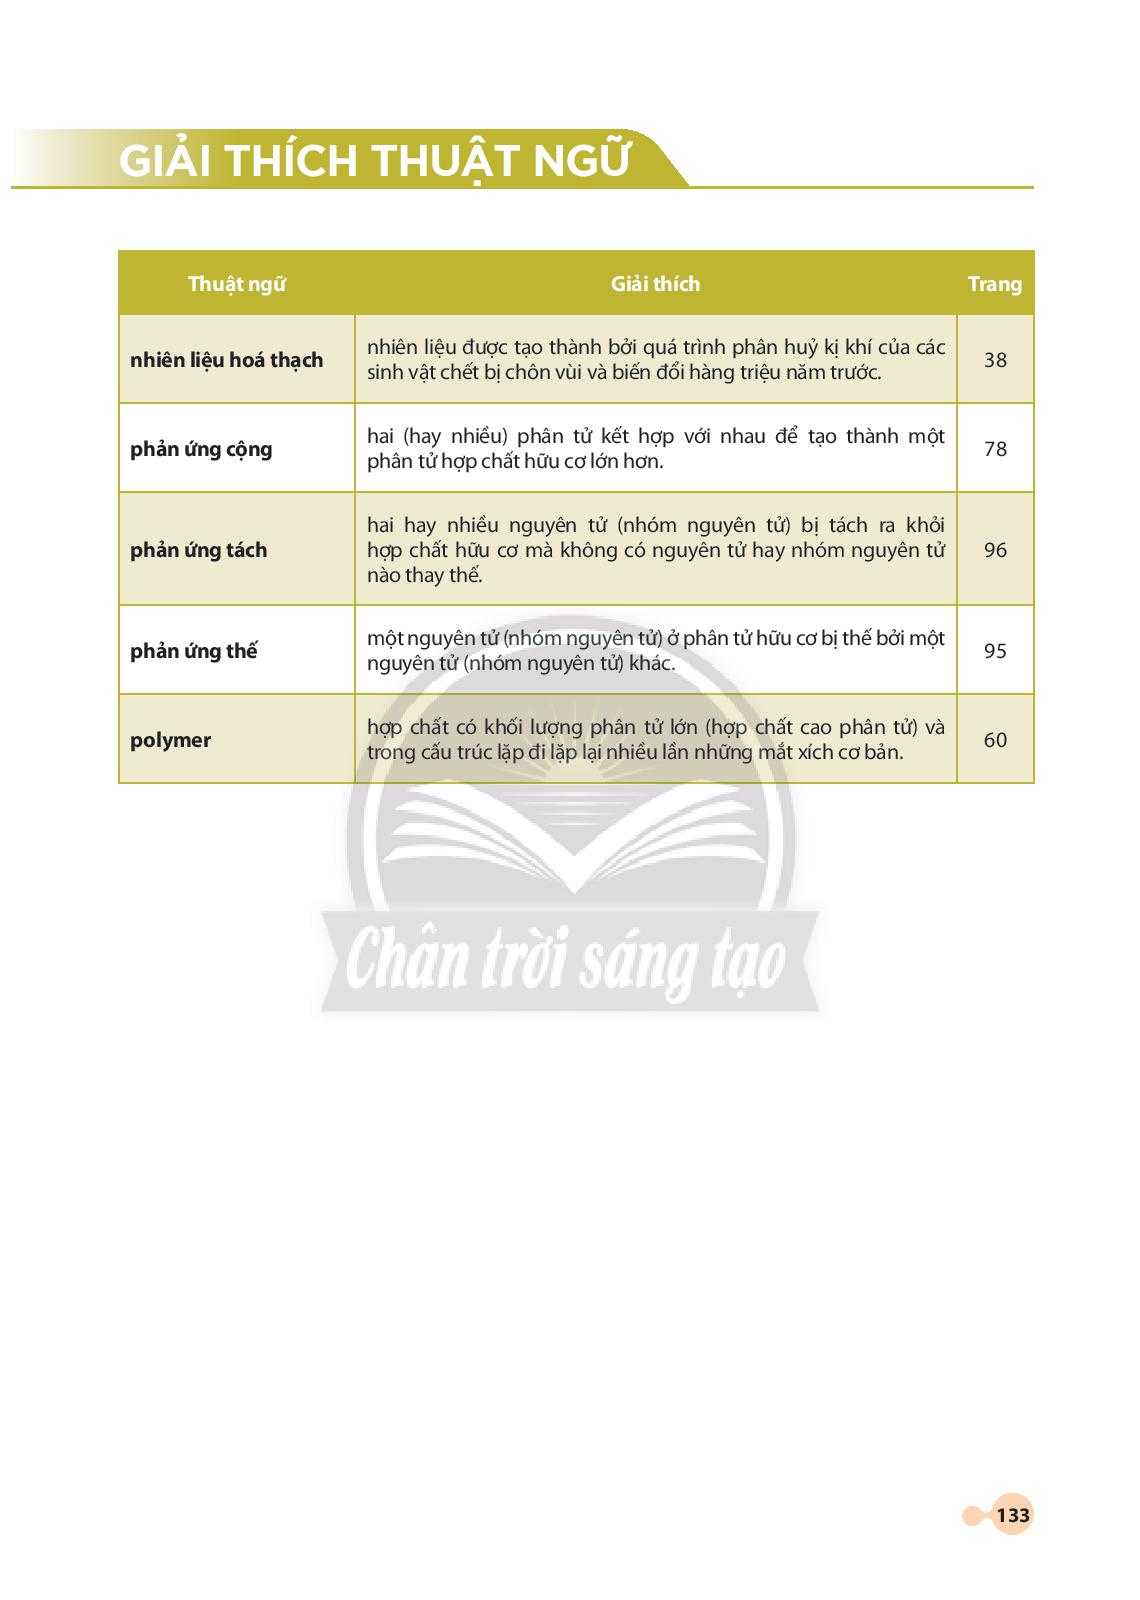 GIẢI THÍCH THUẬT NGỮ
Thuật ngữ
Giải thích
Trang
nhiên liệu hoá thạch
nhiên liệu được tạo thành bởi quá trình phân huỷ kị khí của các
sinh vật chết bị chôn vùi và biến đổi hàng triệu năm trước.
38
phản ứng cộng
hai (hay nhiều) phân tử kết hợp với nhau để tạo thành một
phân tử hợp chất hữu cơ lớn hơn.
78
phản ứng tách
hai hay nhiều nguyên tử (nhóm nguyên tử) bị tách ra khỏi
hợp chất hữu cơ mà không có nguyên tử hay nhóm nguyên tử
nào thay thế.
96
phản ứng thế
một nguyên tử (nhóm nguyên tử) ở phân tử hữu cơ bị thế bởi một
nguyên tử (nhóm nguyên tử) khác.
95
polymer
hợp chất có khối lượng phân tử lớn (hợp chất cao phân tử) và
trong cấu trúc lặp đi lặp lại nhiều lần những mắt xích cơ bản.
60
Chân trời sáng tạo
133